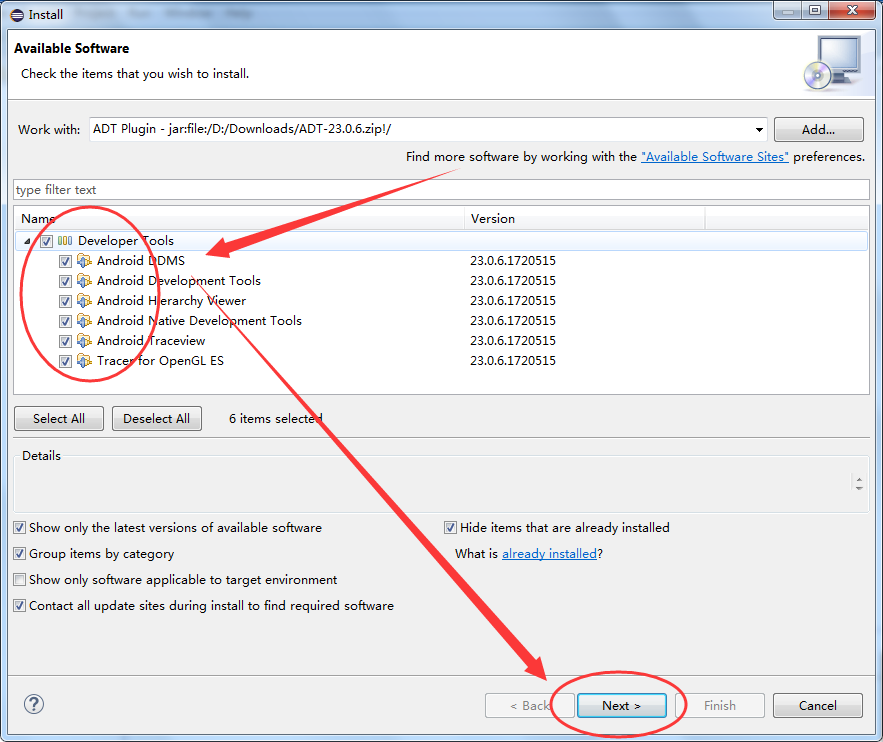 Install
Available Software
Check the items that you wish to install.
Work with: ADT Plugin - jar:file:/D:/Downloads/ADT-23.0.6.zip!/ Add...
Find more software by working with the "Available Software Sites" preferences.
type filter text
Name Version
Developer Tools
Android DDMS 23.0.6.1720515
Android Development Tools 23.0.6.1720515
Android Hierarchy Viewer 23.0.6.1720515
Android Native Development Tools 23.0.6.1720515
Android Traceview 23.0.6.1720515
Tracer for OpenGL ES 23.0.6.1720515
Select All Deselect All 6 items selected
Details
Show only the latest versions of available software Hide items that are already installed
Group items by category What is already installed?
Show only software applicable to target environment
Contact all update sites during install to find required software
? < Back Next > Finish Cancel